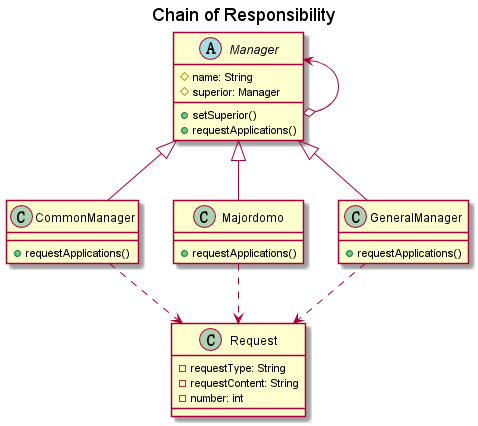 Chain of Responsibility
A Manager
name: String
superior: Manager
setSuperior()
requestApplications()
C CommonManager
requestApplications()
C Majordomo
requestApplications()
C GeneralManager
requestApplications()
C Request
requestType: String
requestContent: String
number: int